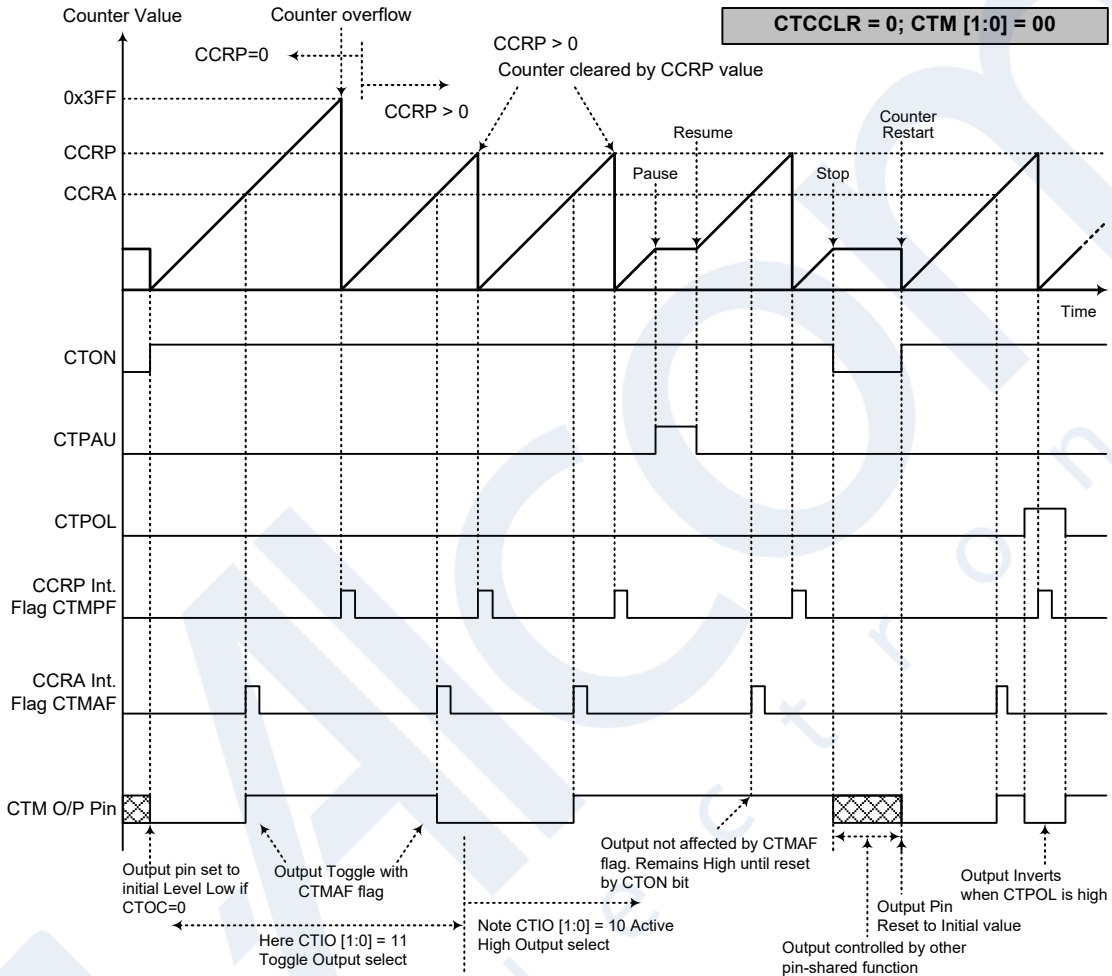 Counter Value
Counter overflow
CTCCLR = 0; CTM [1:0] = 00
CCRP=0
CCRP > 0
CCRP > 0
Counter cleared by CCRP value
0x3FF
CCRP
CCRA
Pause
Resume
Stop
Counter
Restart
Time
CTON
CTPAU
CTPOL
CCRP Int.
Flag CTMPF
CCRA Int.
Flag CTMAF
CTM O/P Pin
Output pin set to
initial Level Low if
CTOC=0
Output Toggle with
CTMAF flag
Here CTIO [1:0] = 11
Toggle Output select
Note CTIO [1:0] = 10 Active
High Output select
Output not affected by CTMAF
flag. Remains High until reset
by CTON bit
Output controlled by other
pin-shared function
Output Pin
Reset to Initial value
Output Inverts
when CTPOL is high